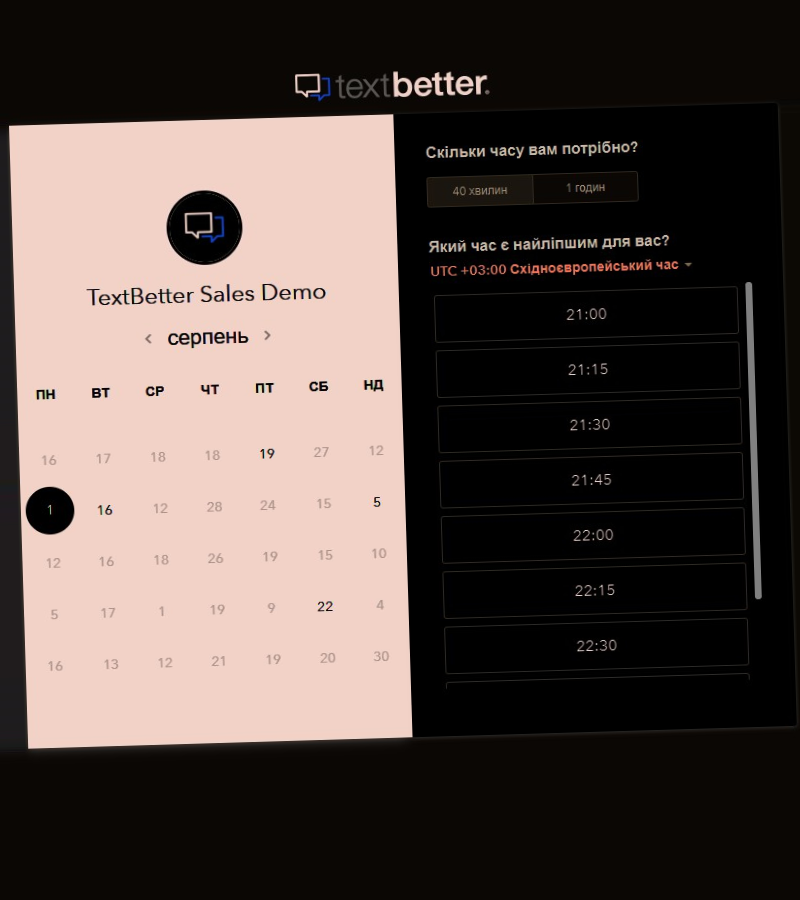 textbetter.
TextBetter Sales Demo
серпень
ПН ВТ СР ЧТ ПТ СБ НД
16 17 18 18 19 27 12
1 16 12 28 24 15 5
12 16 18 26 19 15 10
5 17 1 19 9 22 4
16 13 12 21 19 20 30
Скільки часу вам потрібно?
40 хвилин 1 годин
Який час є найліпшим для вас?
UTC +03:00 Східноєвропейський час
21:00
21:15
21:30
21:45
22:00
22:15
22:30